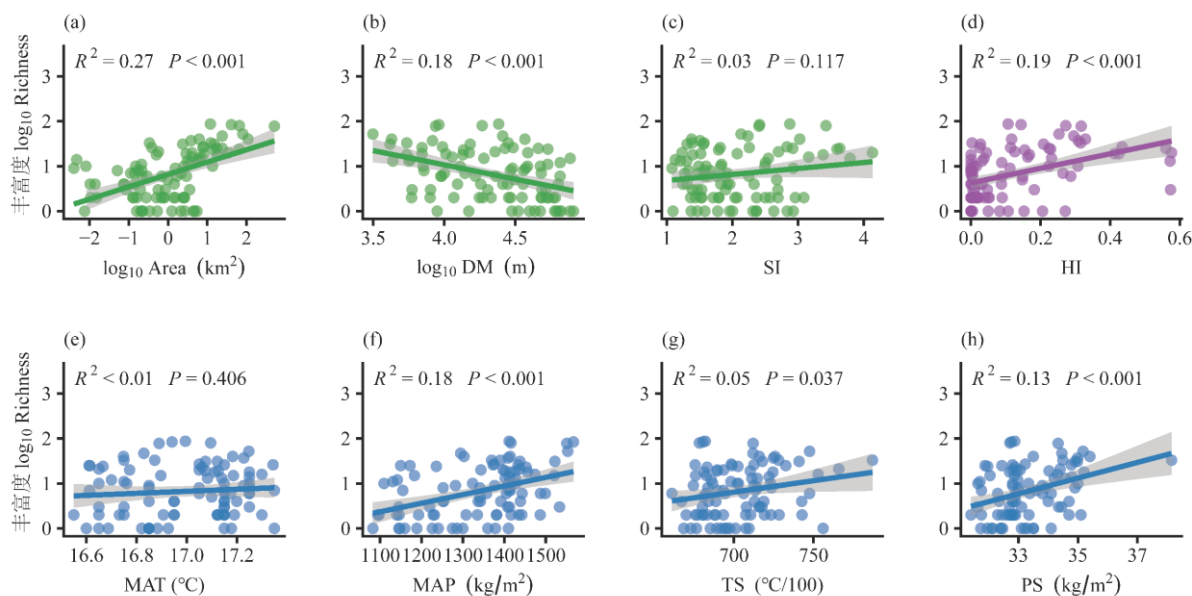 (a) (b) (c) (d)
R² = 0.27 P < 0.001 R² = 0.18 P < 0.001 R² = 0.03 P = 0.117 R² = 0.19 P < 0.001
丰富度 log₁₀ Richness
3 3 3 3
2 2 2 2
1 1 1 1
0 0 0 0
−2 −1 0 1 2 3.5 4.0 4.5 1 2 3 4 0.0 0.2 0.4 0.6
log₁₀ Area (km²) log₁₀ DM (m) SI HI
(e) (f) (g) (h)
R² < 0.01 P = 0.406 R² = 0.18 P < 0.001 R² = 0.05 P = 0.037 R² = 0.13 P < 0.001
丰富度 log₁₀ Richness
3 3 3 3
2 2 2 2
1 1 1 1
0 0 0 0
16.6 16.8 17.0 17.2 1100 1200 1300 1400 1500 700 750 33 35 37
MAT (℃) MAP (kg/m²) TS (℃/100) PS (kg/m²)